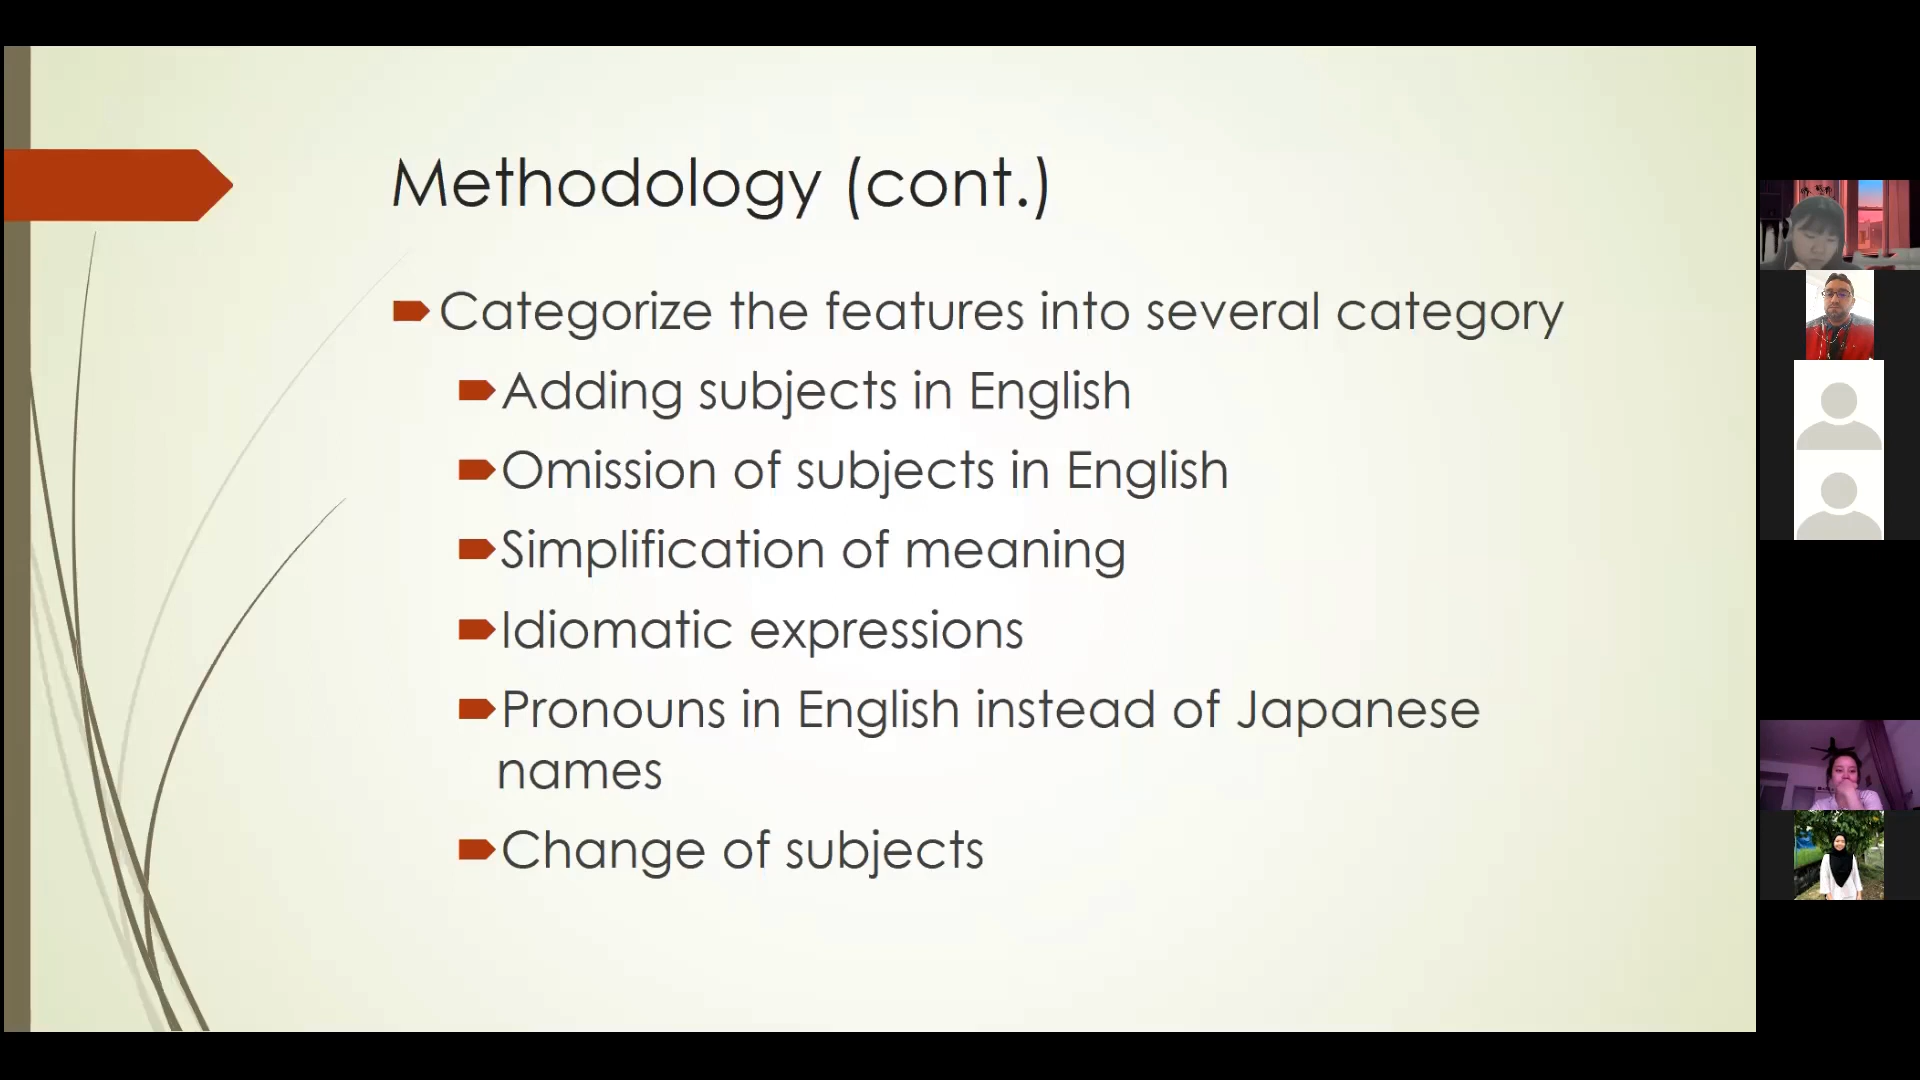 Methodology (cont.)
Categorize the features into several category
Adding subjects in English
Omission of subjects in English
Simplification of meaning
Idiomatic expressions
Pronouns in English instead of Japanese
names
Change of subjects